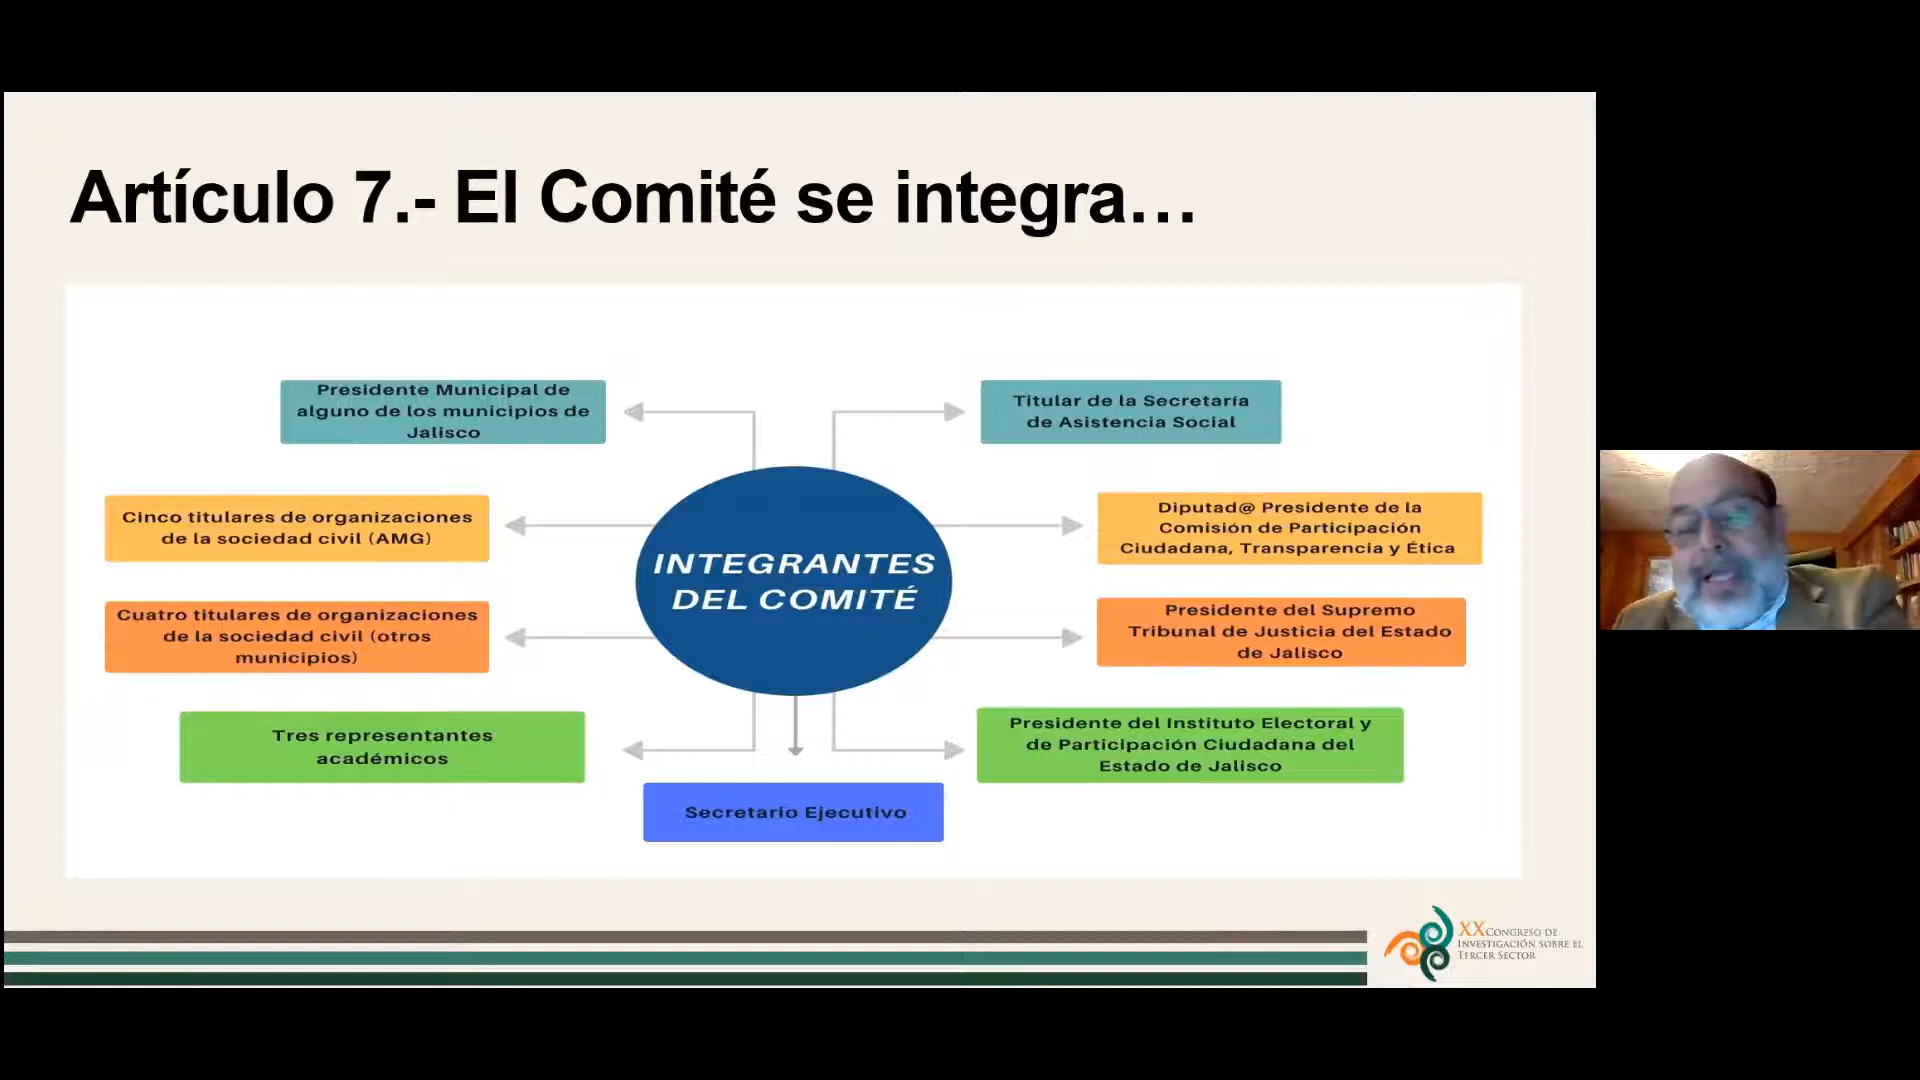 Artículo 7.- El Comité se integra…
Presidente Municipal de
alguno de los municipios de
Jalisco
Titular de la Secretaría
de Asistencia Social
Cinco titulares de organizaciones
de la sociedad civil (AMG)
Diputad@ Presidente de la
Comisión de Participación
Ciudadana, Transparencia y Ética
INTEGRANTES
DEL COMITÉ
Cuatro titulares de organizaciones
de la sociedad civil (otros
municipios)
Presidente del Supremo
Tribunal de Justicia del Estado
de Jalisco
Tres representantes
académicos
Presidente del Instituto Electoral y
de Participación Ciudadana del
Estado de Jalisco
Secretario Ejecutivo
XX CONGRESO DE
INVESTIGACIÓN SOBRE EL
TERCER SECTOR